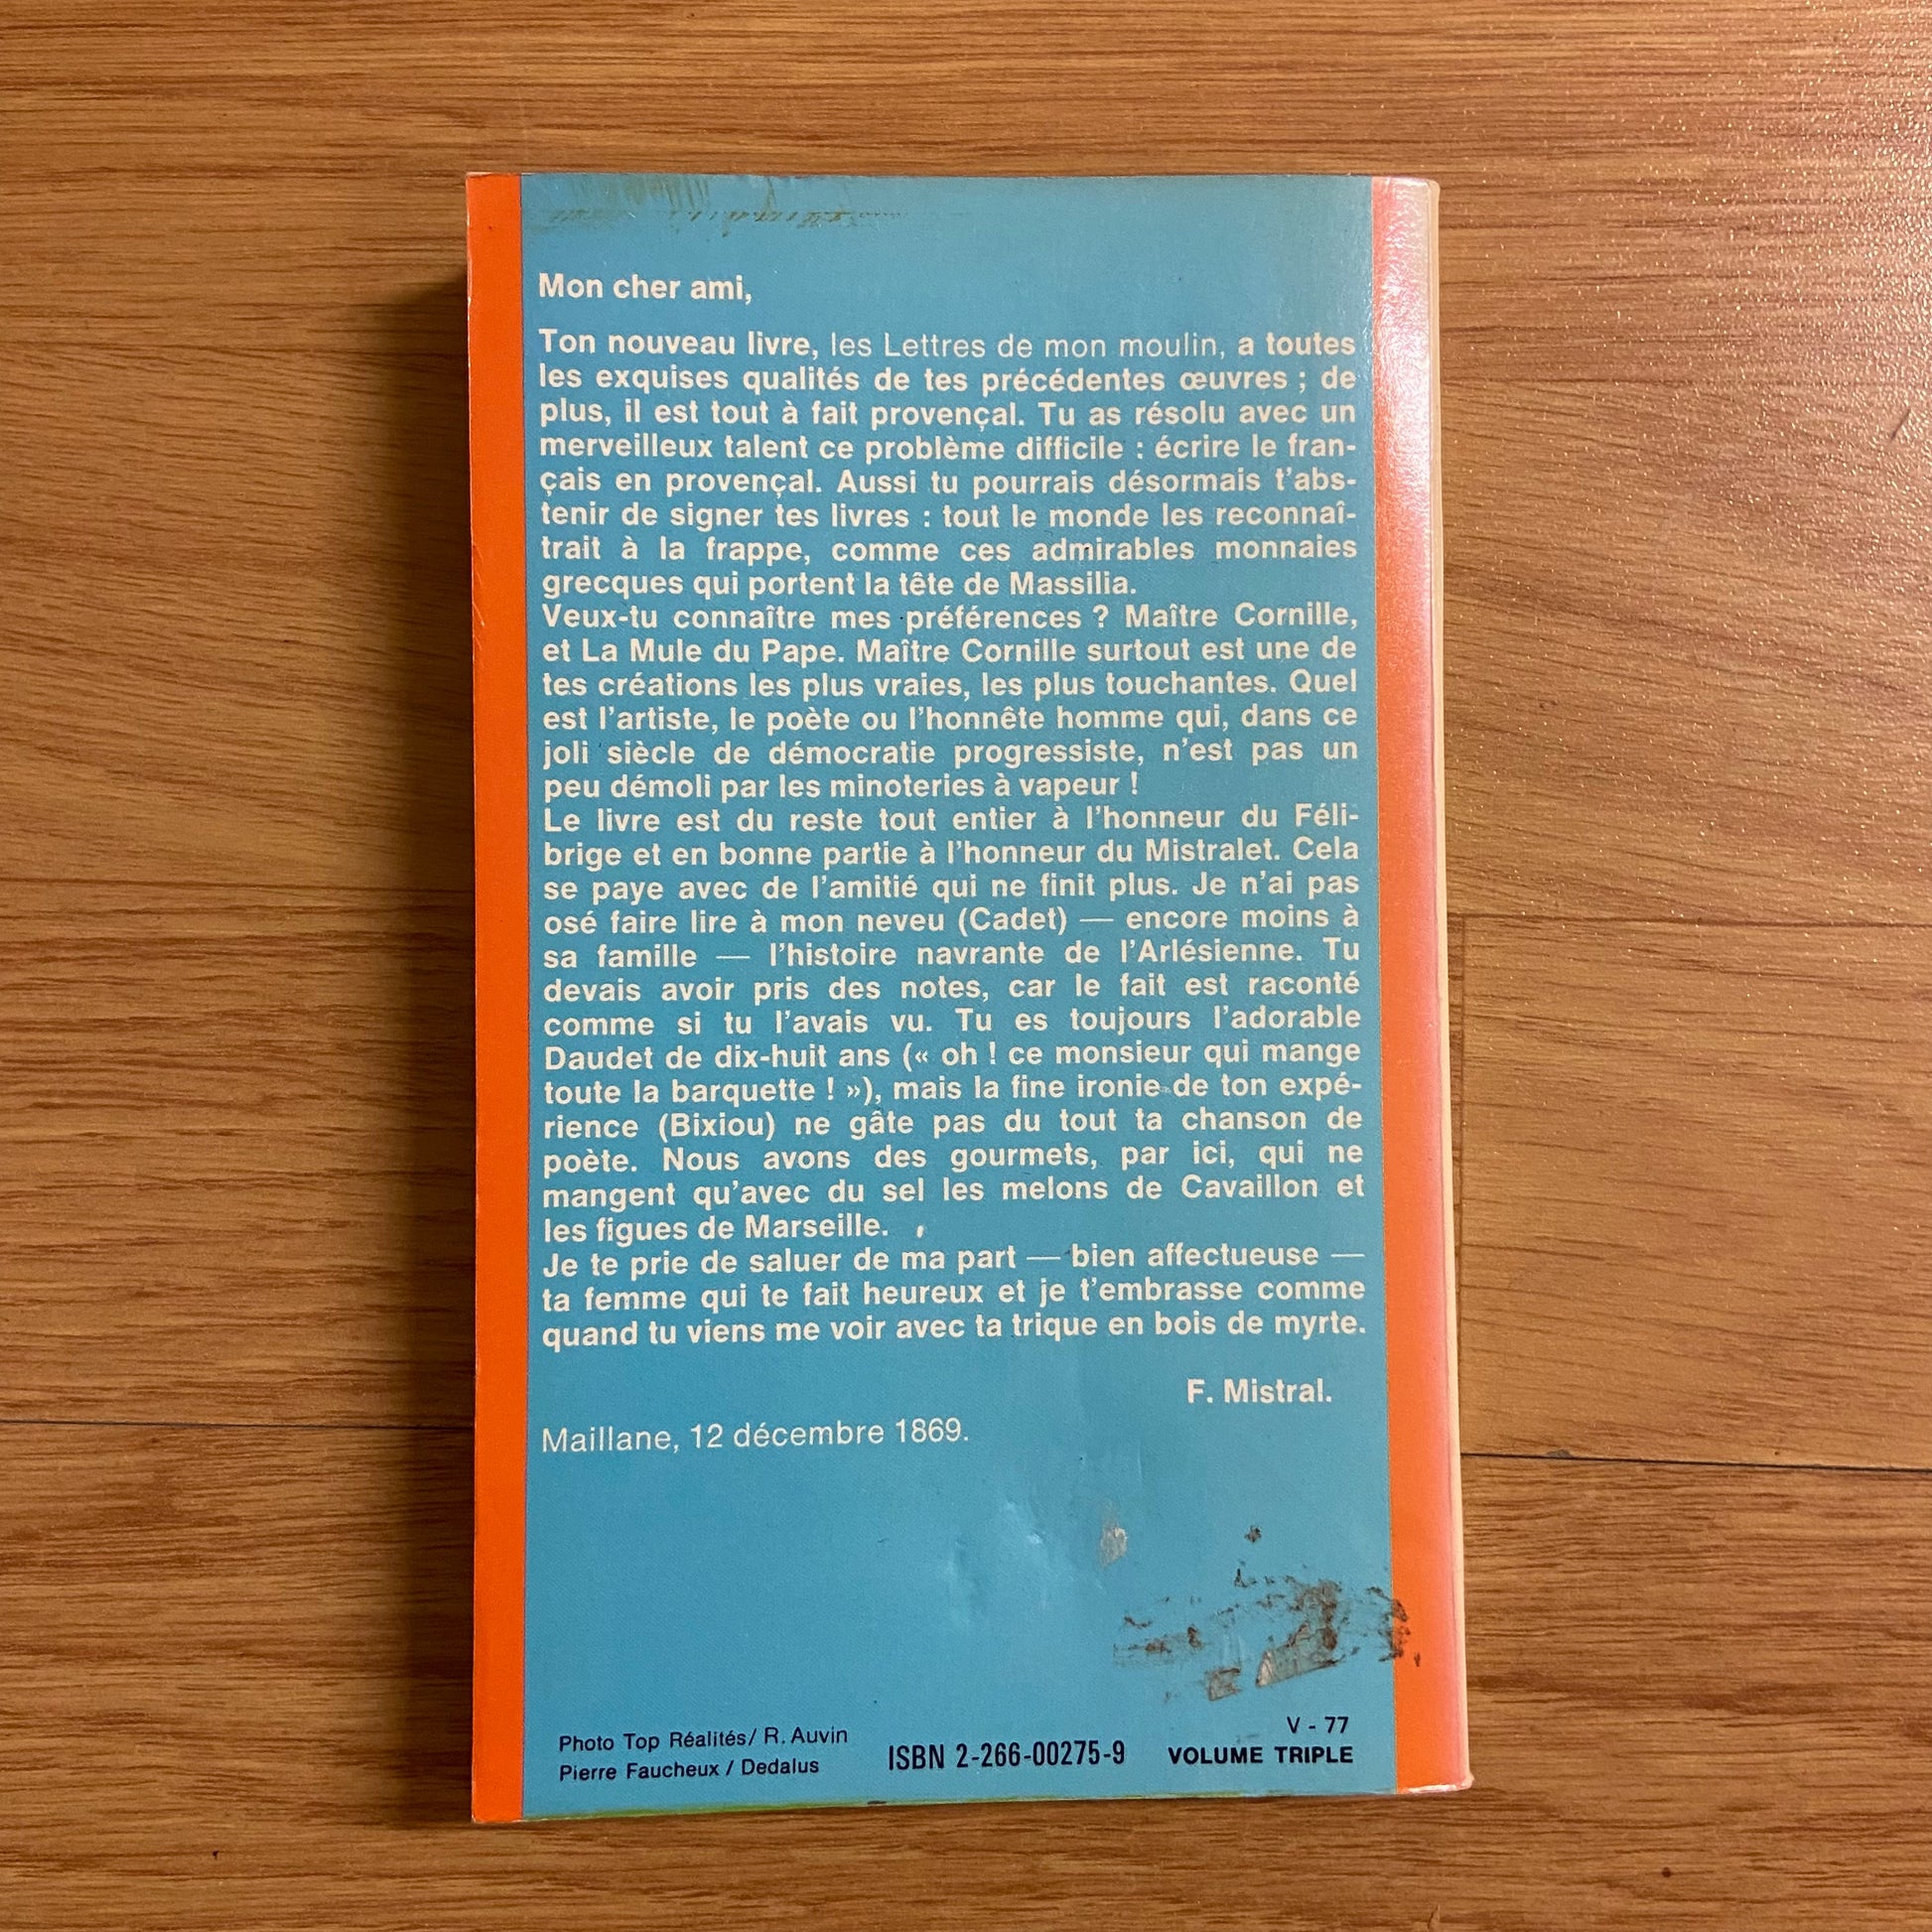 Mon cher ami,
Ton nouveau livre, les Lettres de mon moulin, a toutes
les exquises qualités de tes précédentes œuvres ; de
plus, il est tout à fait provençal. Tu as résolu avec un
merveilleux talent ce problème difficile : écrire le fran-
çais en provençal. Aussi tu pourrais désormais t'abs-
tenir de signer tes livres : tout le monde les reconnaî-
trait à la frappe, comme ces admirables monnaies
grecques qui portent la tête de Massilia.
Veux-tu connaître mes préférences ? Maître Cornille,
et La Mule du Pape. Maître Cornille surtout est une de
tes créations les plus vraies, les plus touchantes. Quel
est l'artiste, le poète ou l'honnête homme qui, dans ce
joli siècle de démocratie progressiste, n'est pas un
peu démoli par les minoteries à vapeur !
Le livre est du reste tout entier à l'honneur du Féli-
brige et en bonne partie à l'honneur du Mistralet. Cela
se paye avec de l'amitié qui ne finit plus. Je n'ai pas
osé faire lire à mon neveu (Cadet) — encore moins à
sa famille — l'histoire navrante de l'Arlésienne. Tu
devais avoir pris des notes, car le fait est raconté
comme si tu l'avais vu. Tu es toujours l'adorable
Daudet de dix-huit ans (« oh ! ce monsieur qui mange
toute la barquette ! »), mais la fine ironie de ton expé-
rience (Bixiou) ne gâte pas du tout ta chanson de
poète. Nous avons des gourmets, par ici, qui ne
mangent qu'avec du sel les melons de Cavaillon et
les figues de Marseille.
Je te prie de saluer de ma part — bien affectueuse —
ta femme qui te fait heureux et je t'embrasse comme
quand tu viens me voir avec ta trique en bois de myrte.
F. Mistral.
Maillane, 12 décembre 1869.
Photo Top Réalités/ R. Auvin
Pierre Faucheux / Dedalus
ISBN 2-266-00275-9
V - 77
VOLUME TRIPLE